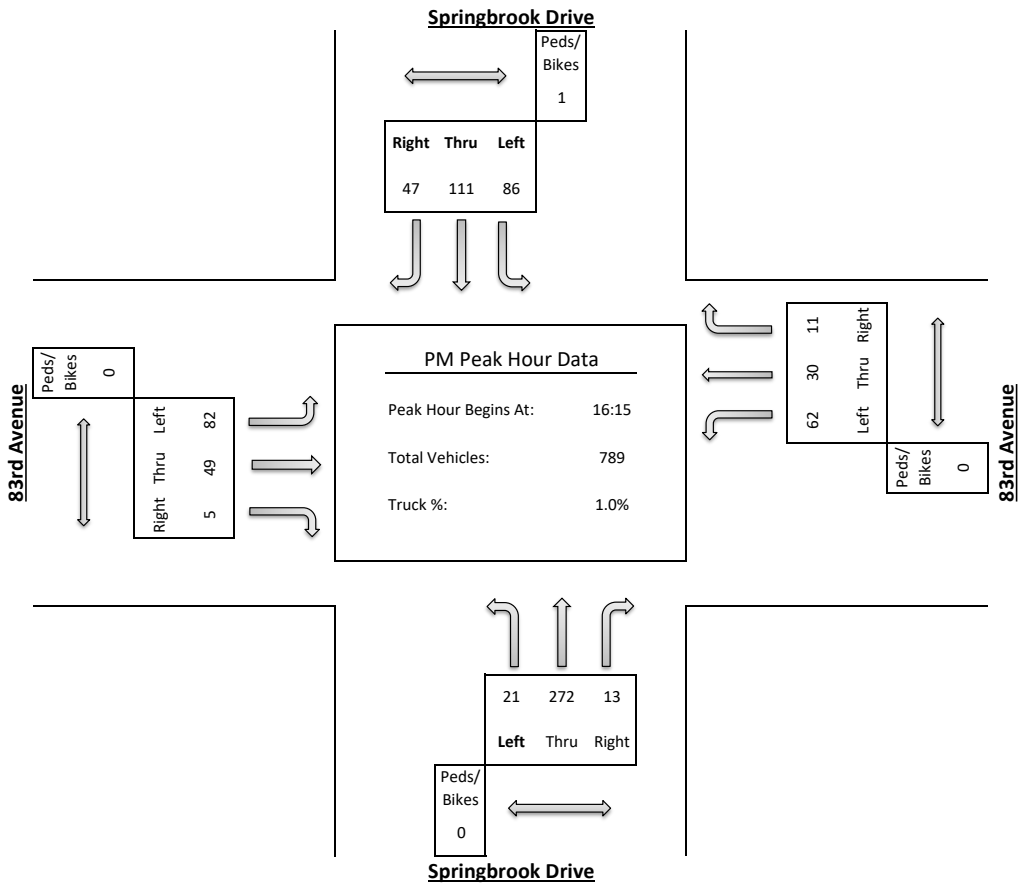 Springbrook Drive
Peds/
Bikes
1
Right Thru Left
47 111 86
Peds/
Bikes
0
Left
82
Thru
49
Right
5
83rd Avenue
PM Peak Hour Data
Peak Hour Begins At: 16:15
Total Vehicles: 789
Truck %: 1.0%
11
Right
30
Thru
62
Left
Peds/
Bikes
0
83rd Avenue
21 272 13
Left Thru Right
Peds/
Bikes
0
Springbrook Drive